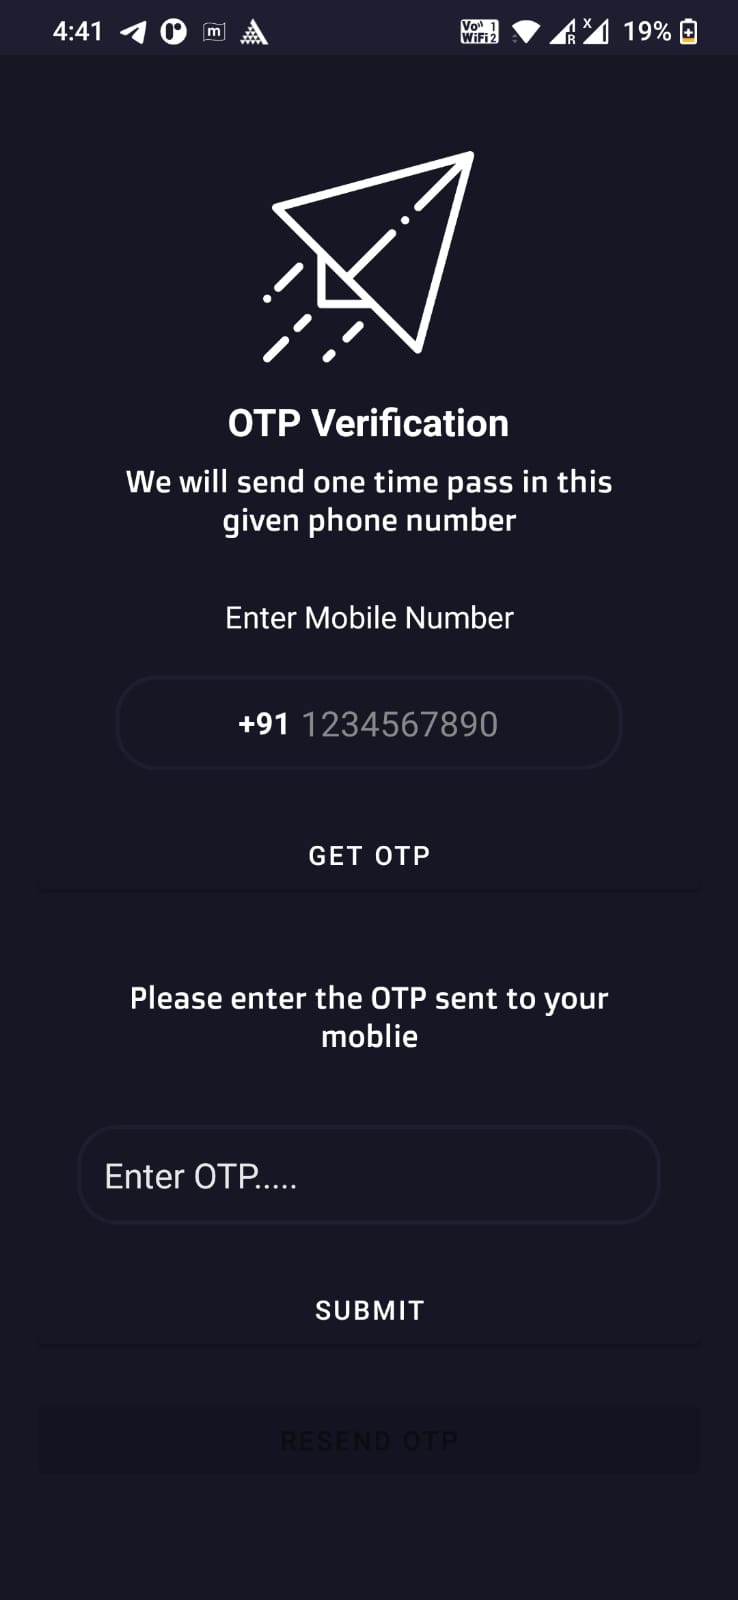 4:41
m
Vo 1
WiFi 2
R
X
19%
OTP Verification
We will send one time pass in this
given phone number
Enter Mobile Number
+91 1234567890
GET OTP
Please enter the OTP sent to your
moblie
Enter OTP.....
SUBMIT
RESEND OTP